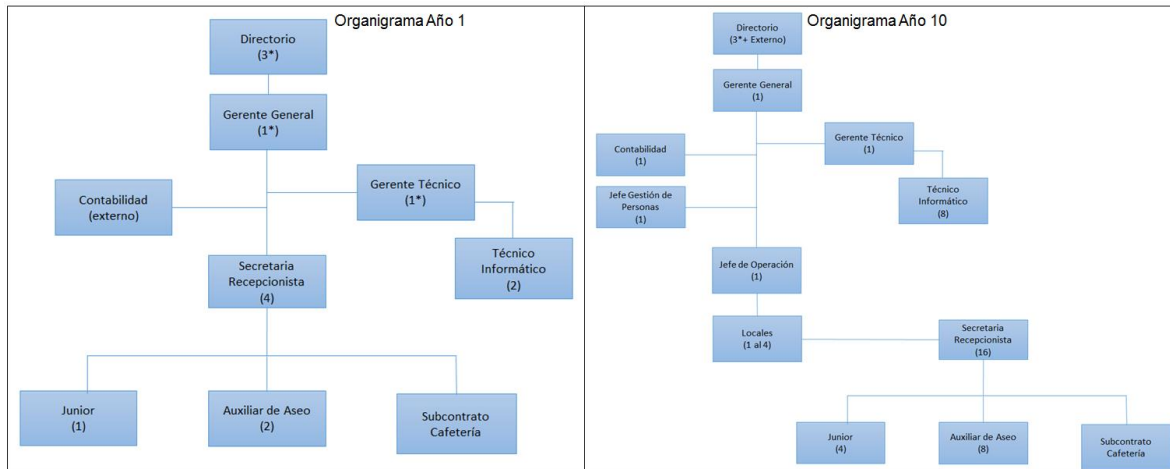 Organigrama Año 1
Directorio
(3*)
Gerente General
(1*)
Contabilidad
(externo)
Gerente Técnico
(1*)
Técnico
Informático
(2)
Secretaria
Recepcionista
(4)
Junior
(1)
Auxiliar de Aseo
(2)
Subcontrato
Cafetería
Organigrama Año 10
Directorio
(3*+ Externo)
Gerente General
(1)
Gerente Técnico
(1)
Contabilidad
(1)
Técnico
Informático
(8)
Jefe Gestión de
Personas
(1)
Jefe de Operación
(1)
Locales
(1 al 4)
Secretaria
Recepcionista
(16)
Junior
(4)
Auxiliar de Aseo
(8)
Subcontrato
Cafetería